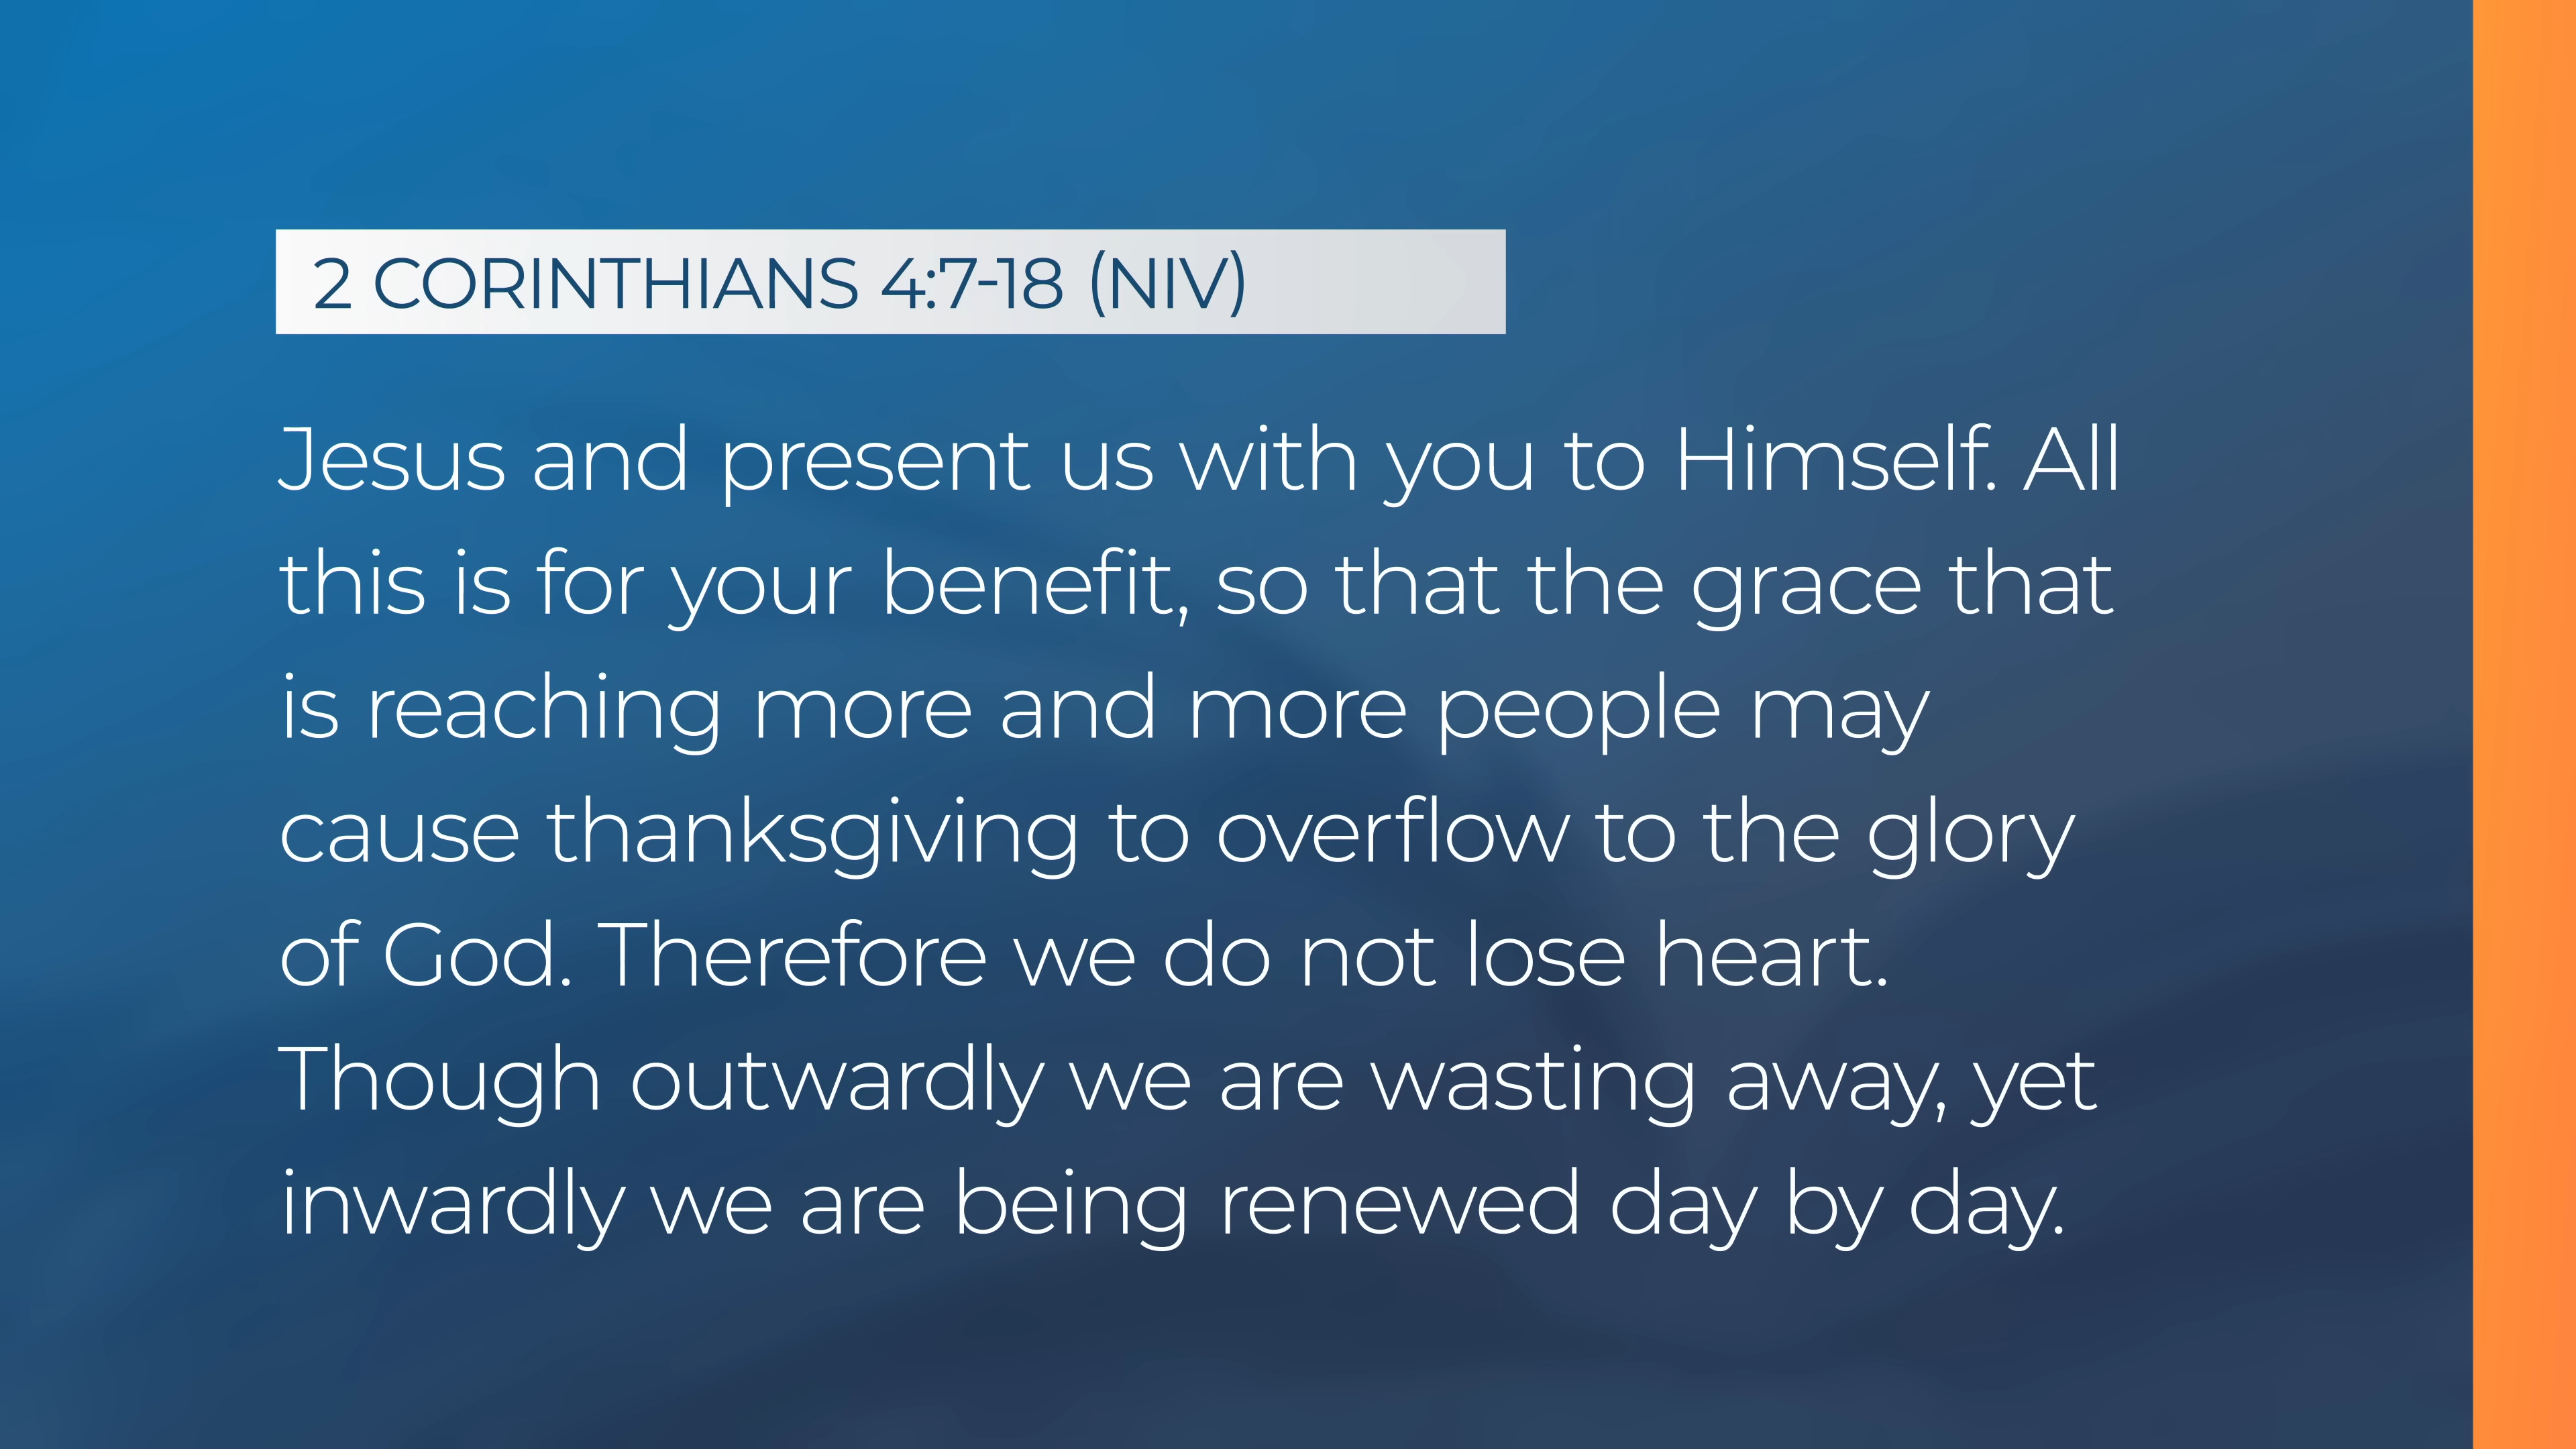 2 CORINTHIANS 4:7-18 (NIV)
Jesus and present us with you to Himself. All
this is for your benefit, so that the grace that
is reaching more and more people may
cause thanksgiving to overflow to the glory
of God. Therefore we do not lose heart.
Though outwardly we are wasting away, yet
inwardly we are being renewed day by day.